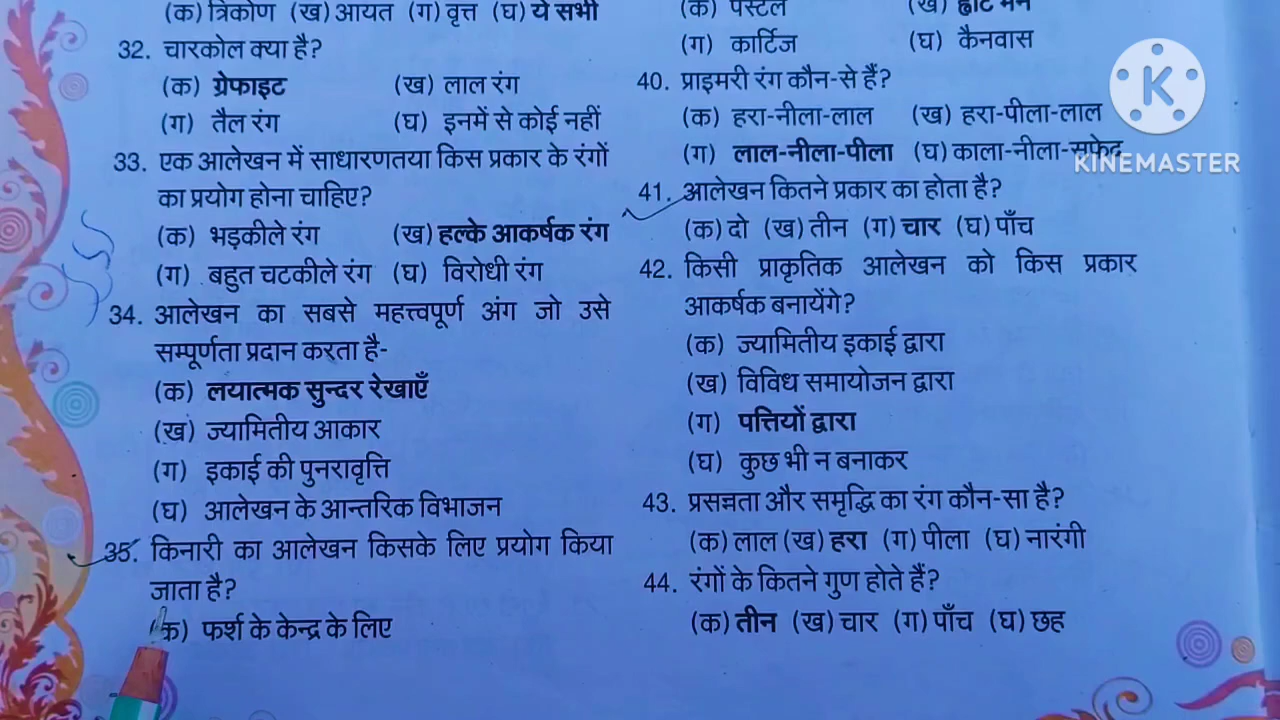 (क) त्रिकोण (ख) आयत (ग) वृत्त (घ) ये सभी
32. चारकोल क्या है?
(क) ग्रेफाइट (ख) लाल रंग
(ग) तैल रंग (घ) इनमें से कोई नहीं
33. एक आलेखन में साधारणतया किस प्रकार के रंगों
का प्रयोग होना चाहिए?
(क) भड़कीले रंग (ख) हल्के आकर्षक रंग
(ग) बहुत चटकीले रंग (घ) विरोधी रंग
34. आलेखन का सबसे महत्त्वपूर्ण अंग जो उसे
सम्पूर्णता प्रदान करता है-
(क) लयात्मक सुन्दर रेखाएँ
(ख) ज्यामितीय आकार
(ग) इकाई की पुनरावृत्ति
(घ) आलेखन के आन्तरिक विभाजन
35. किनारी का आलेखन किसके लिए प्रयोग किया
जाता है?
(क) फर्श के केन्द्र के लिए
(क) पेस्टल (ख)
(ग) कार्टिज (घ) कैनवास
40. प्राइमरी रंग कौन-से हैं?
(क) हरा-नीला-लाल (ख) हरा-पीला-लाल
(ग) लाल-नीला-पीला (घ) काला-नीला-सफेद
41. आलेखन कितने प्रकार का होता है?
(क) दो (ख) तीन (ग) चार (घ) पाँच
42. किसी प्राकृतिक आलेखन को किस प्रकार
आकर्षक बनायेंगे?
(क) ज्यामितीय इकाई द्वारा
(ख) विविध समायोजन द्वारा
(ग) पत्तियों द्वारा
(घ) कुछ भी न बनाकर
43. प्रसन्नता और समृद्धि का रंग कौन-सा है?
(क) लाल (ख) हरा (ग) पीला (घ) नारंगी
44. रंगों के कितने गुण होते हैं?
(क) तीन (ख) चार (ग) पाँच (घ) छह
K
KINEMASTER